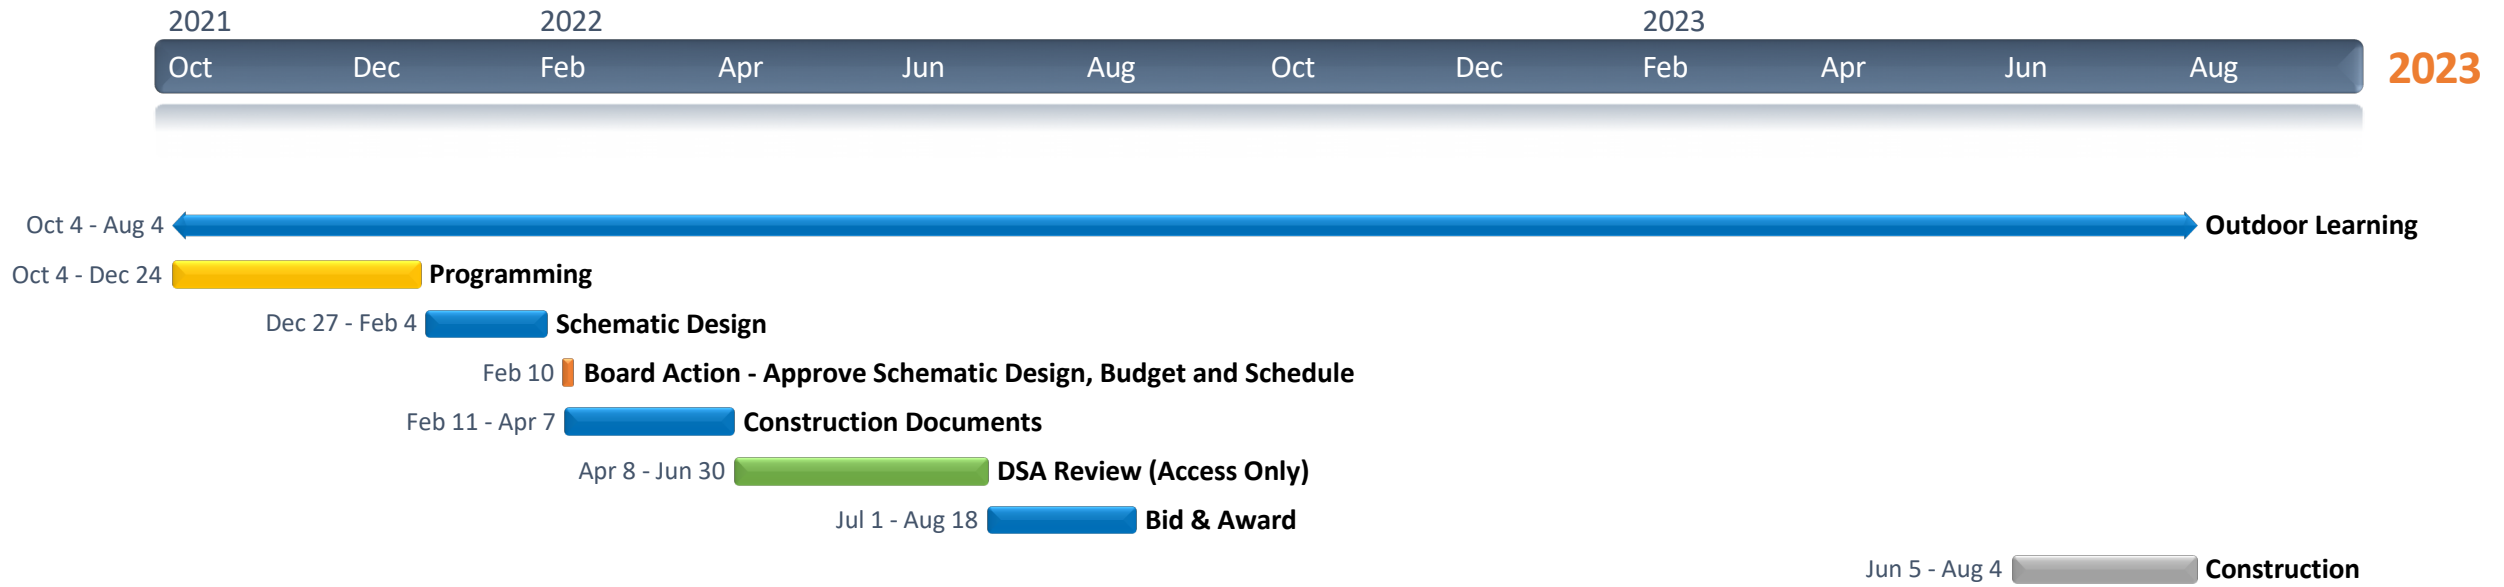 2021 2022 2023
Oct Dec Feb Apr Jun Aug Oct Dec Feb Apr Jun Aug 2023
Oct 4 - Aug 4 Outdoor Learning
Oct 4 - Dec 24 Programming
Dec 27 - Feb 4 Schematic Design
Feb 10 Board Action - Approve Schematic Design, Budget and Schedule
Feb 11 - Apr 7 Construction Documents
Apr 8 - Jun 30 DSA Review (Access Only)
Jul 1 - Aug 18 Bid & Award
Jun 5 - Aug 4 Construction